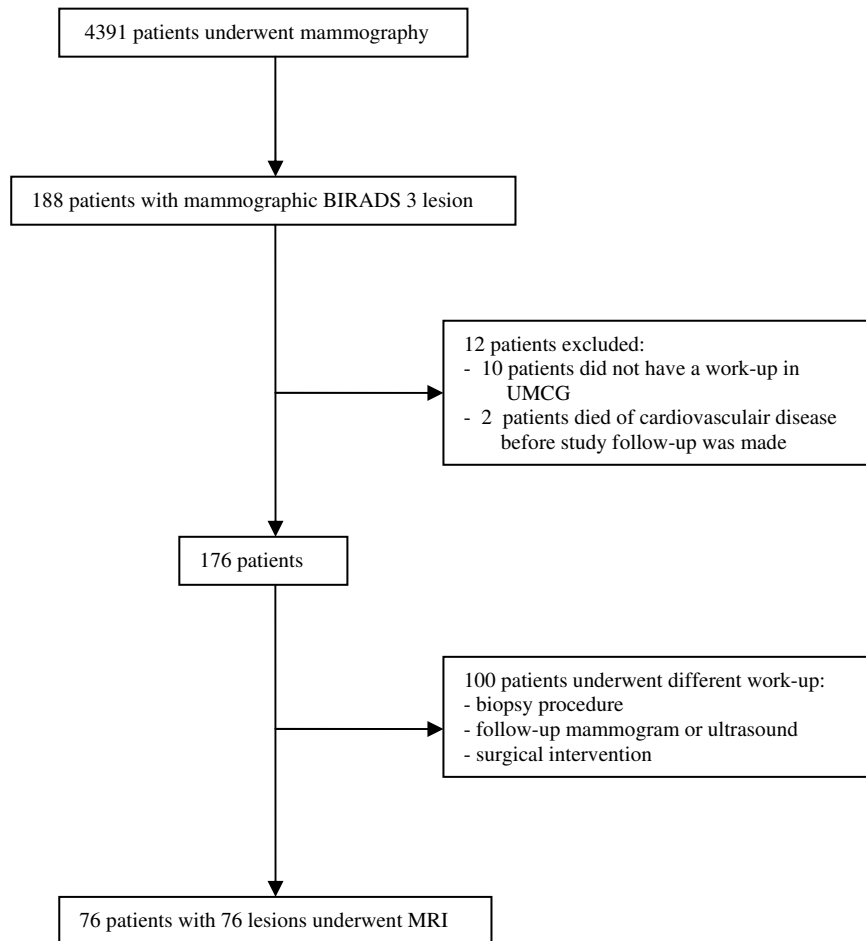 4391 patients underwent mammography
188 patients with mammographic BIRADS 3 lesion
12 patients excluded:
- 10 patients did not have a work-up in
UMCG
- 2 patients died of cardiovasculair disease
before study follow-up was made
176 patients
100 patients underwent different work-up:
- biopsy procedure
- follow-up mammogram or ultrasound
- surgical intervention
76 patients with 76 lesions underwent MRI